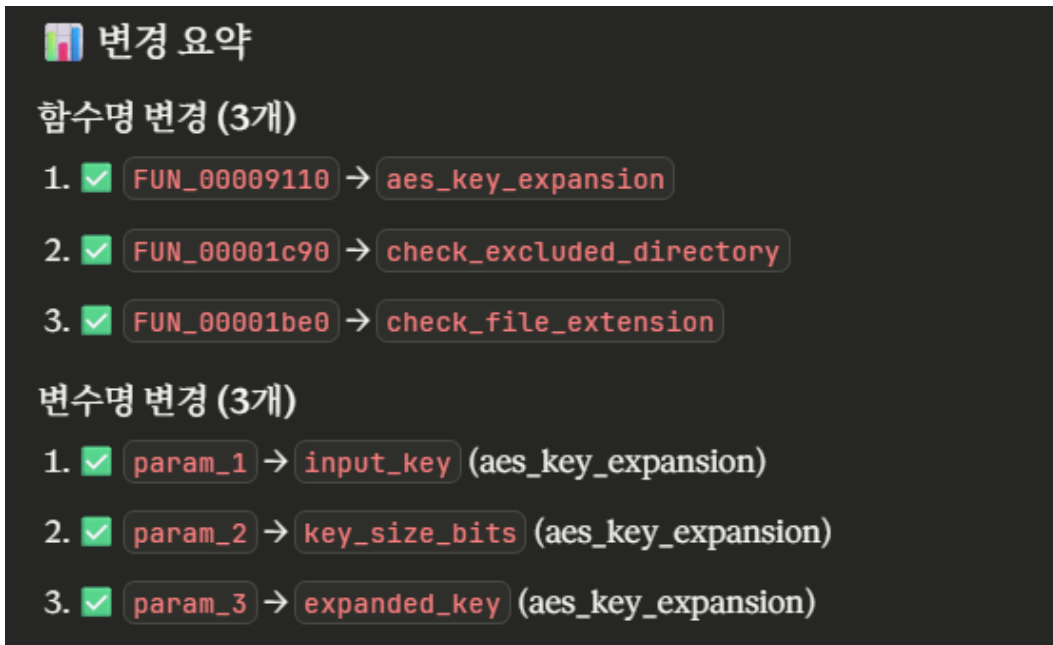 📊 변경 요약
함수명 변경 (3개)
1. ✅ FUN_00009110 → aes_key_expansion
2. ✅ FUN_00001c90 → check_excluded_directory
3. ✅ FUN_00001be0 → check_file_extension
변수명 변경 (3개)
1. ✅ param_1 → input_key (aes_key_expansion)
2. ✅ param_2 → key_size_bits (aes_key_expansion)
3. ✅ param_3 → expanded_key (aes_key_expansion)